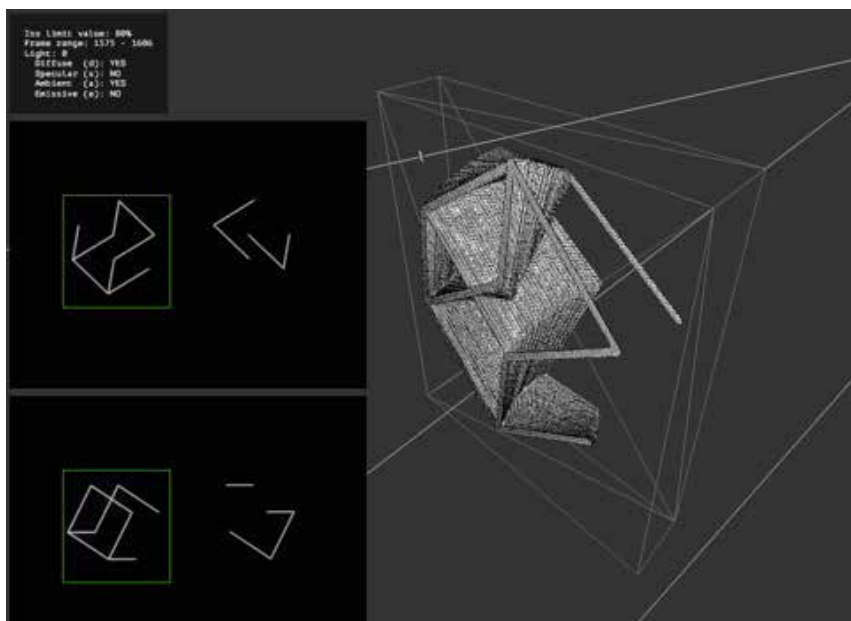 Iso limit value: 80%
Frame range: 1575 - 1606
Light: 0
Diffuse (d): YES
Specular (s): NO
Ambient (a): YES
Emissive (e): NO